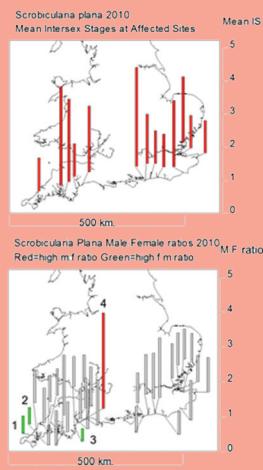 Scrobicularia plana 2010
Mean Intersex Stages at Affected Sites
Mean IS
5
4
3
2
1
0
500 km.
Scrobicularia Plana Male Female ratios 2010
M:F ratio
Red=high m:f ratio Green=high f m ratio
5
4
4
3
2
2
1
1
3
0
500 km.